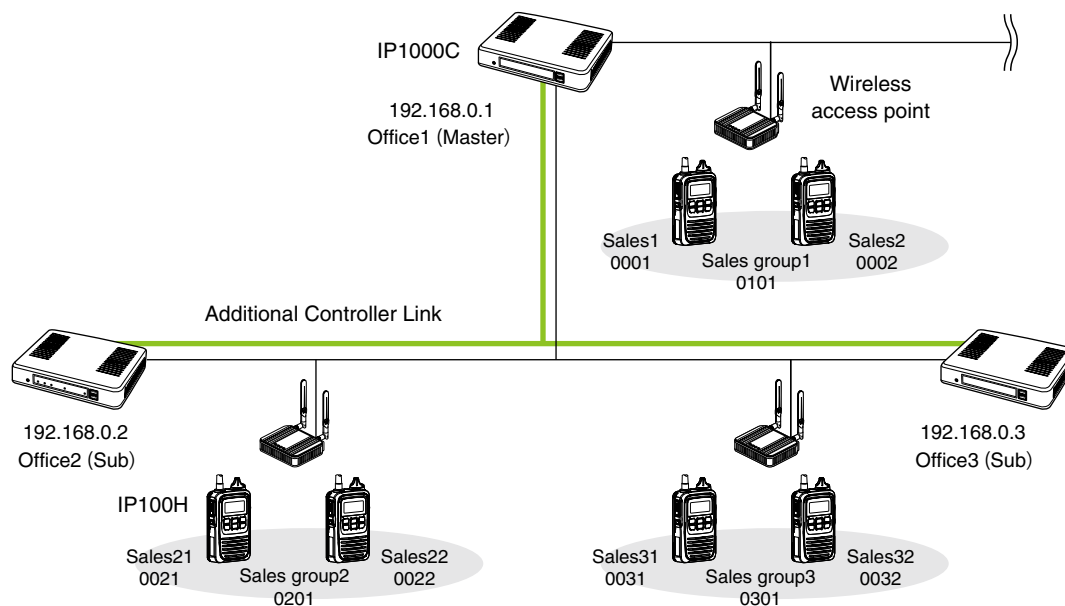 IP1000C
192.168.0.1
Office1 (Master)
Wireless
access point
Sales1
0001
Sales group1
0101
Sales2
0002
Additional Controller Link
192.168.0.2
Office2 (Sub)
192.168.0.3
Office3 (Sub)
IP100H
Sales21
0021
Sales group2
0201
Sales22
0022
Sales31
0031
Sales group3
0301
Sales32
0032